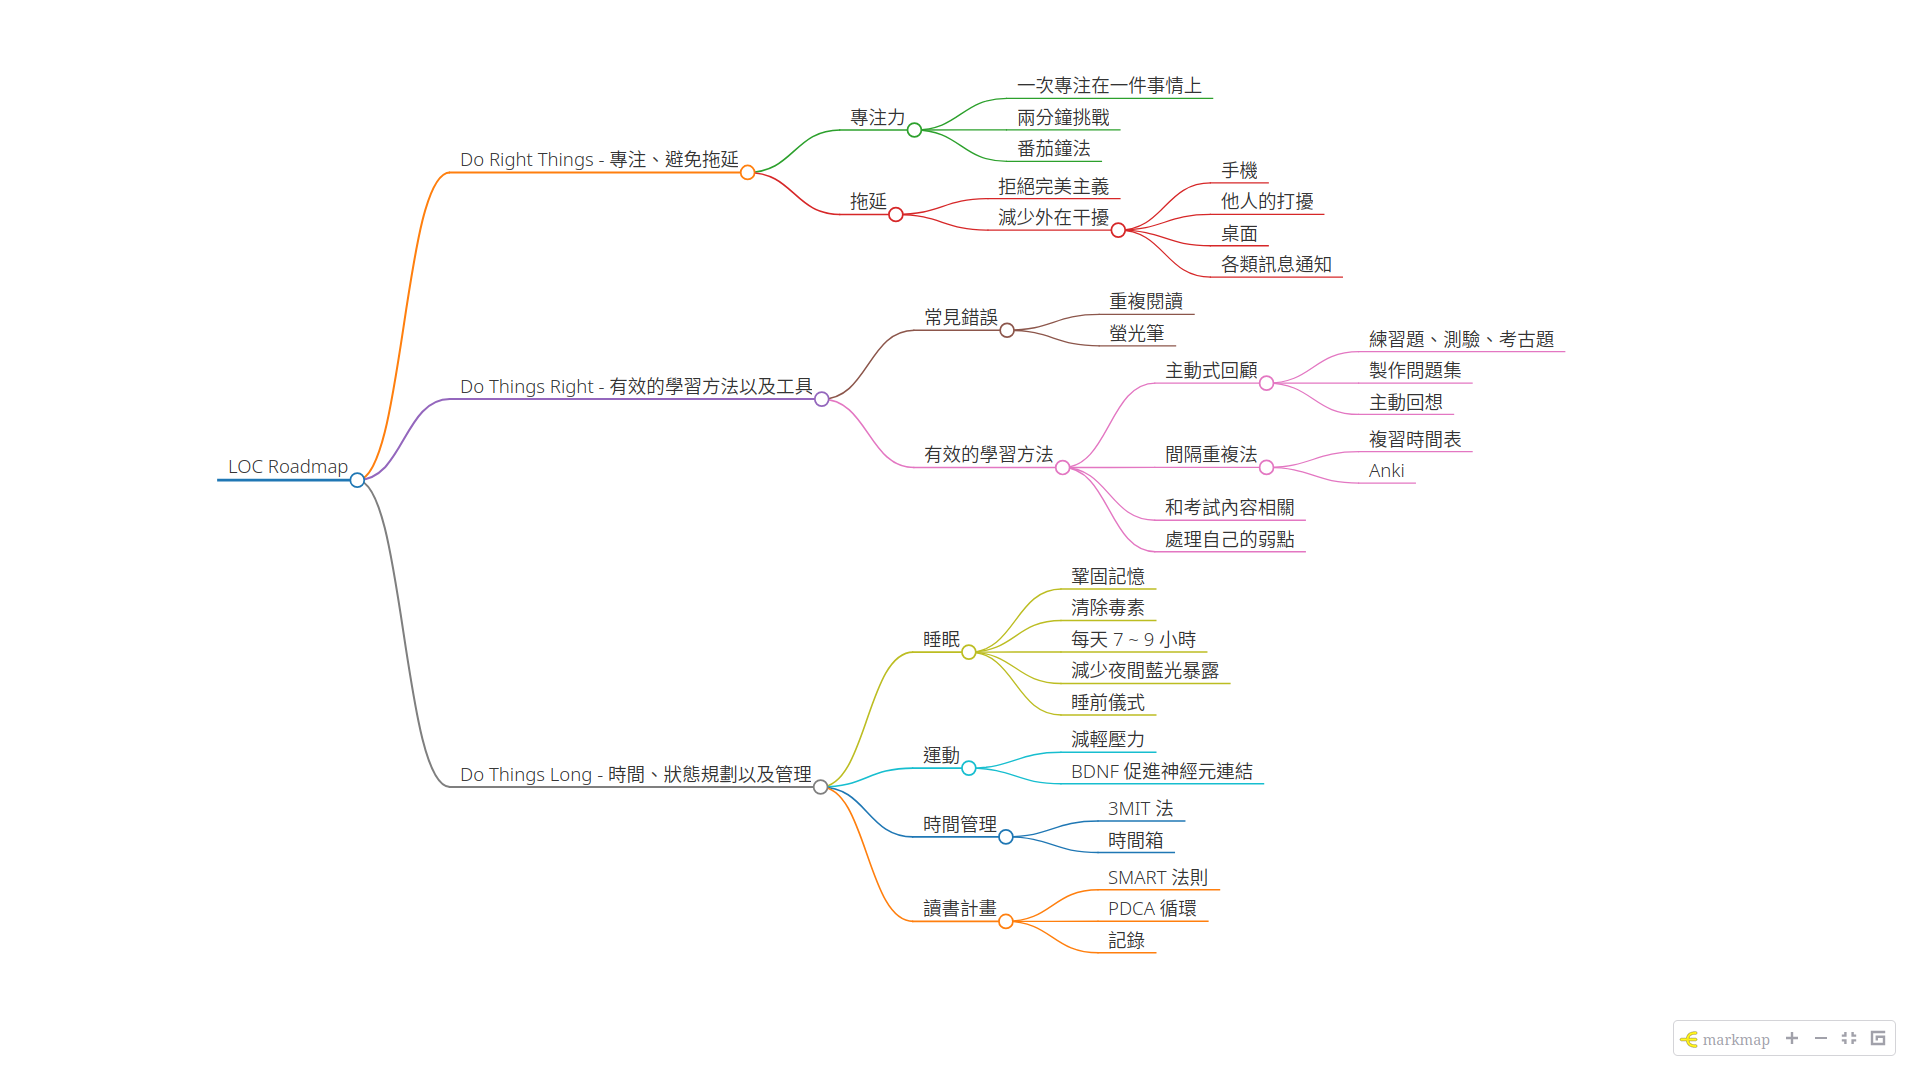 LOC Roadmap
Do Right Things - 專注、避免拖延
專注力
一次專注在一件事情上
兩分鐘挑戰
番茄鐘法
拖延
拒絕完美主義
減少外在干擾
手機
他人的打擾
桌面
各類訊息通知
Do Things Right - 有效的學習方法以及工具
常見錯誤
重複閱讀
螢光筆
有效的學習方法
主動式回顧
練習題、測驗、考古題
製作問題集
主動回想
間隔重複法
複習時間表
Anki
和考試內容相關
處理自己的弱點
Do Things Long - 時間、狀態規劃以及管理
睡眠
鞏固記憶
清除毒素
每天 7 ~ 9 小時
減少夜間藍光暴露
睡前儀式
運動
減輕壓力
BDNF 促進神經元連結
時間管理
3MIT 法
時間箱
讀書計畫
SMART 法則
PDCA 循環
記錄
markmap